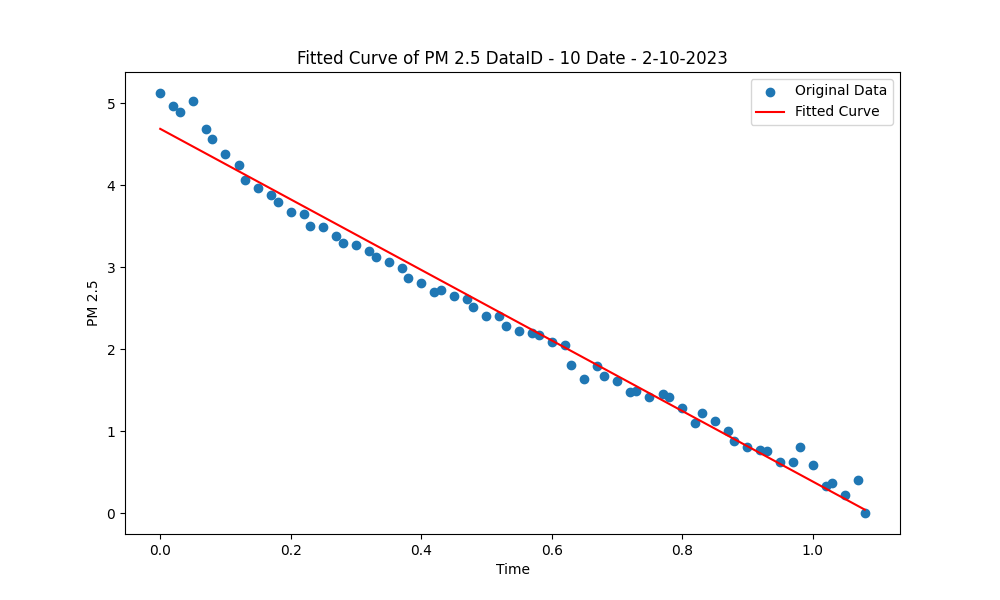 Fitted Curve of PM 2.5 DataID - 10 Date - 2-10-2023
Original Data
Fitted Curve
PM 2.5
5
4
3
2
1
0
0.0 0.2 0.4 0.6 0.8 1.0
Time